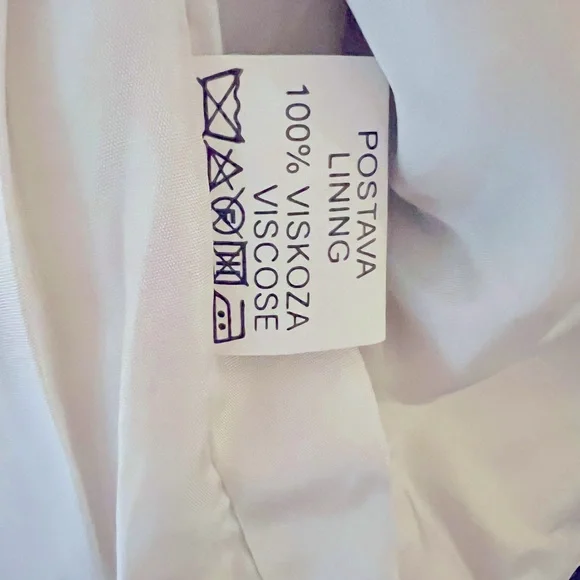 POSTAVA
LINING
100% VISKOZA
VISCOSE